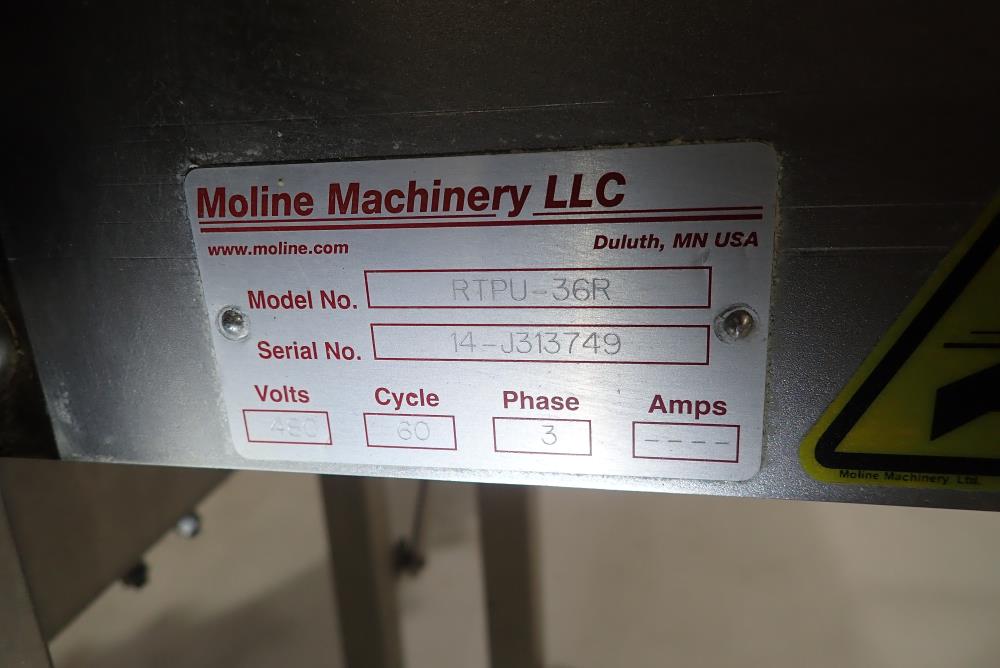 Moline Machinery LLC
www.moline.com Duluth, MN USA
Model No. RTPU-36R
Serial No. 14-J313749
Volts Cycle Phase Amps
480 60 3 ----
Moline Machinery Ltd.